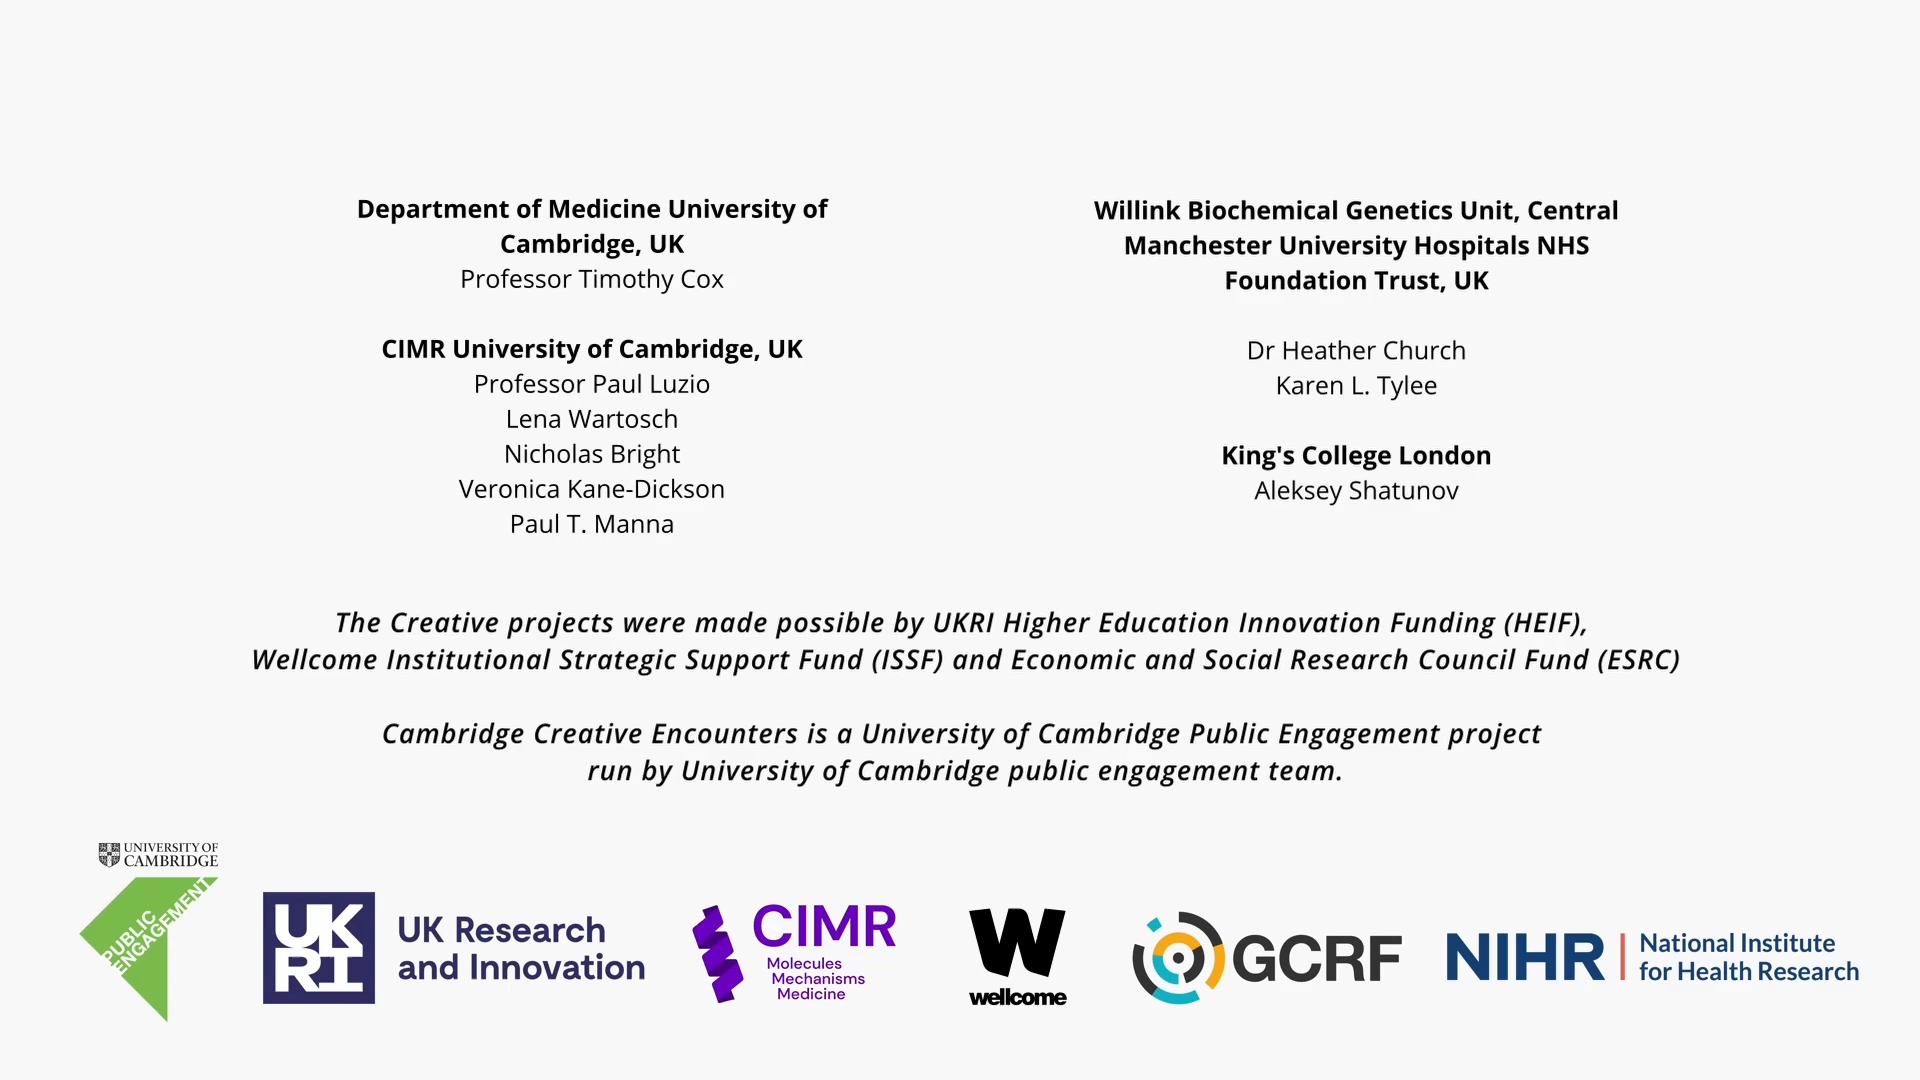 Department of Medicine University of
Cambridge, UK
Professor Timothy Cox
CIMR University of Cambridge, UK
Professor Paul Luzio
Lena Wartosch
Nicholas Bright
Veronica Kane-Dickson
Paul T. Manna
Willink Biochemical Genetics Unit, Central
Manchester University Hospitals NHS
Foundation Trust, UK
Dr Heather Church
Karen L. Tylee
King's College London
Aleksey Shatunov
The Creative projects were made possible by UKRI Higher Education Innovation Funding (HEIF),
Wellcome Institutional Strategic Support Fund (ISSF) and Economic and Social Research Council Fund (ESRC)
Cambridge Creative Encounters is a University of Cambridge Public Engagement project
run by University of Cambridge public engagement team.
UNIVERSITY OF
CAMBRIDGE
PUBLIC
ENGAGEMENT
UK
RI
UK Research
and Innovation
CIMR
Molecules
Mechanisms
Medicine
W
wellcome
GCRF
NIHR
National Institute
for Health Research